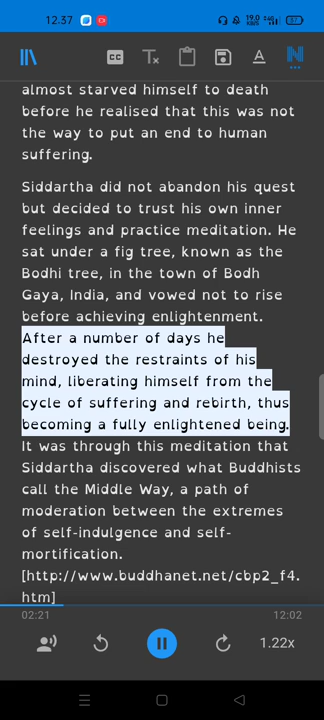 12.37
19.0 KB/S
37
CC
almost starved himself to death
before he realised that this was not
the way to put an end to human
suffering.
Siddartha did not abandon his quest
but decided to trust his own inner
feelings and practice meditation. He
sat under a fig tree, known as the
Bodhi tree, in the town of Bodh
Gaya, India, and vowed not to rise
before achieving enlightenment.
After a number of days he
destroyed the restraints of his
mind, liberating himself from the
cycle of suffering and rebirth, thus
becoming a fully enlightened being.
It was through this meditation that
Siddartha discovered what Buddhists
call the Middle Way, a path of
moderation between the extremes
of self-indulgence and self-
mortification.
[http://www.buddhanet.net/cbp2_f4.
htm]
02:21 12:02
1.22x